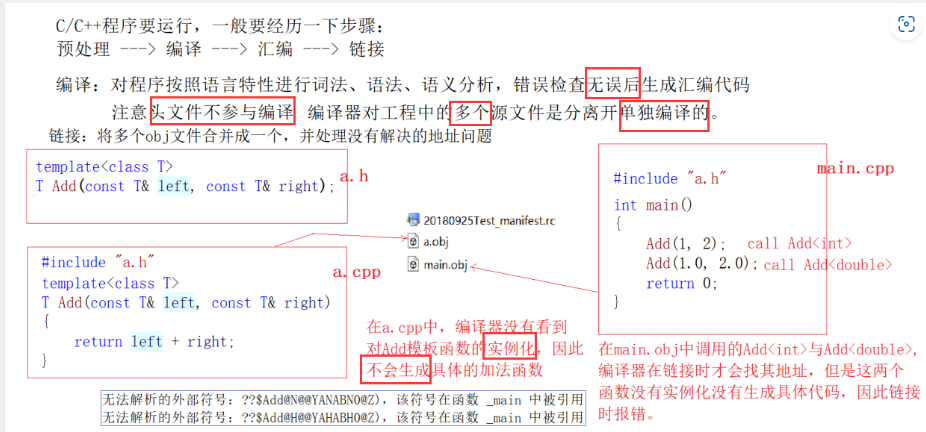 C/C++程序要运行，一般要经历一下步骤：
预处理 ---> 编译 ---> 汇编 ---> 链接
编译：对程序按照语言特性进行词法、语法、语义分析，错误检查无误后生成汇编代码
注意头文件不参与编译 编译器对工程中的多个源文件是分离开单独编译的。
链接：将多个obj文件合并成一个，并处理没有解决的地址问题
template<class T>
T Add(const T& left, const T& right);
a.h
#include "a.h"
template<class T>
T Add(const T& left, const T& right)
{
return left + right;
}
a.cpp
20180925Test_manifest.rc
a.obj
main.obj
main.cpp
#include "a.h"
int main()
{
Add(1, 2); call Add<int>
Add(1.0, 2.0); call Add<double>
return 0;
}
在a.cpp中，编译器没有看到
对Add模板函数的实例化，因此
不会生成具体的加法函数
在main.obj中调用的Add<int>与Add<double>,
编译器在链接时才会找其地址，但是这两个
函数没有实例化没有生成具体代码，因此链接
时报错。
无法解析的外部符号：??$Add@N@@YANABN0@Z)，该符号在函数 _main 中被引用
无法解析的外部符号：??$Add@H@@YAHABH0@Z)，该符号在函数 _main 中被引用